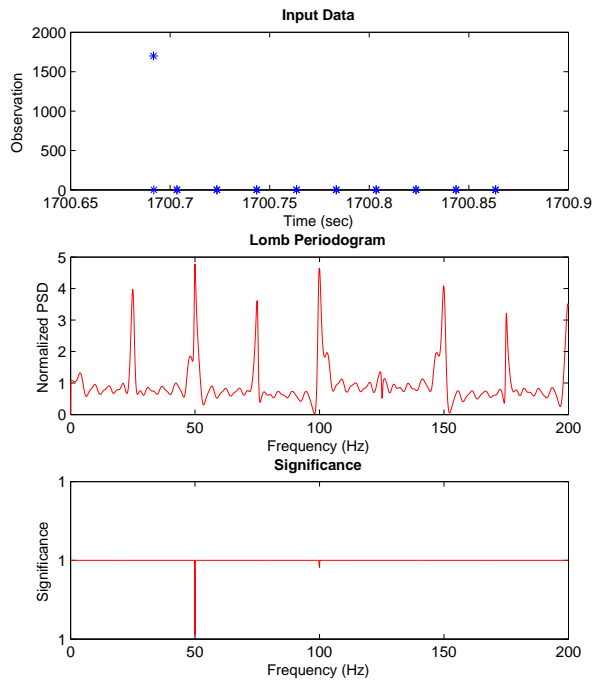 Input Data
2000
1500
1000
500
0
Observation
1700.65 1700.7 1700.75 1700.8 1700.85 1700.9
Time (sec)
Lomb Periodogram
5
4
3
2
1
0
Normalized PSD
0 50 100 150 200
Frequency (Hz)
Significance
1
1
1
Significance
0 50 100 150 200
Frequency (Hz)